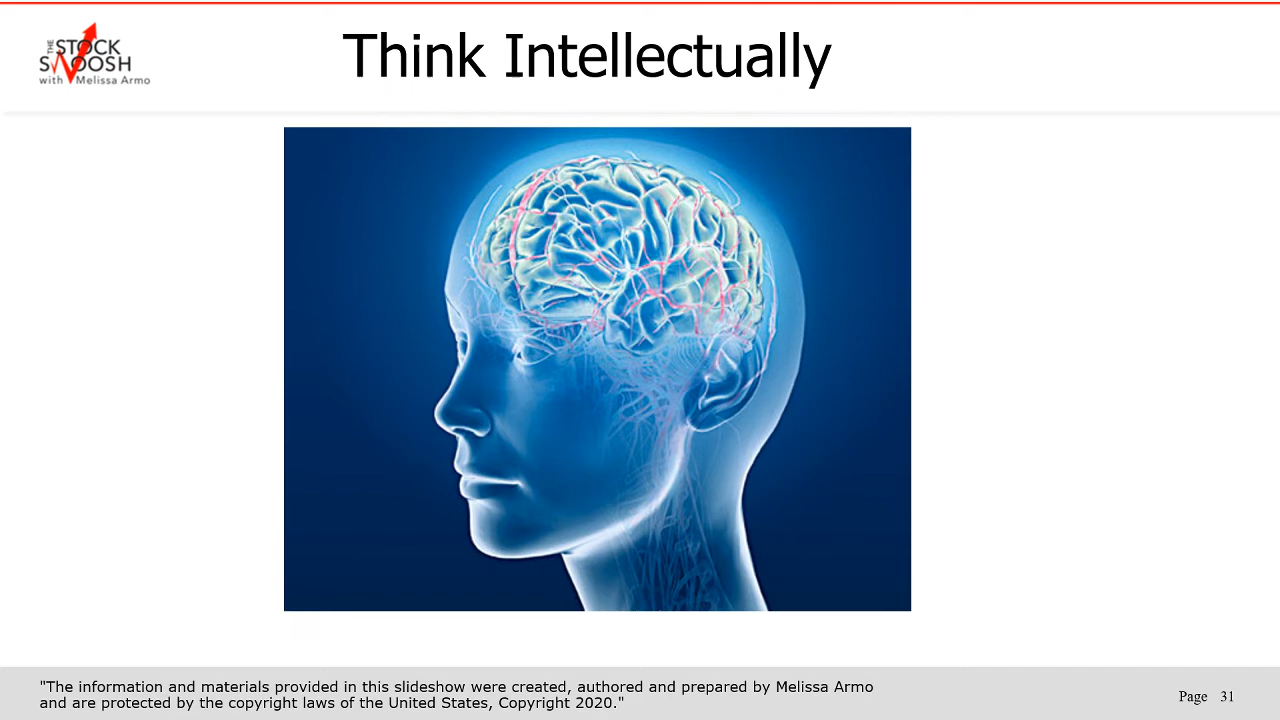 THE STOCK
SWOOSH
with Melissa Armo
Think Intellectually
"The information and materials provided in this slideshow were created, authored and prepared by Melissa Armo
and are protected by the copyright laws of the United States, Copyright 2020."
Page 31